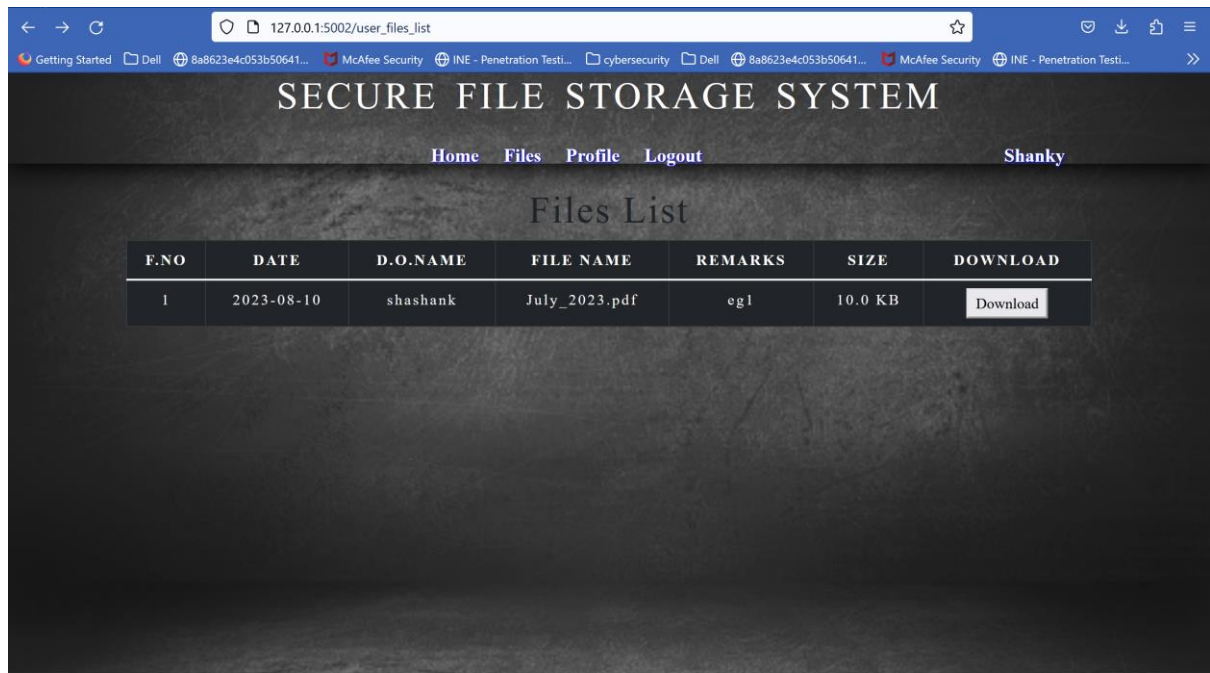 127.0.0.1:5002/user_files_list
Getting Started Dell 8a8623e4c053b50641... McAfee Security INE - Penetration Testi... cybersecurity Dell 8a8623e4c053b50641... McAfee Security INE - Penetration Testi...
SECURE FILE STORAGE SYSTEM
Home Files Profile Logout Shanky
Files List
F.NO DATE D.O.NAME FILE NAME REMARKS SIZE DOWNLOAD
1 2023-08-10 shashank July_2023.pdf eg1 10.0 KB Download